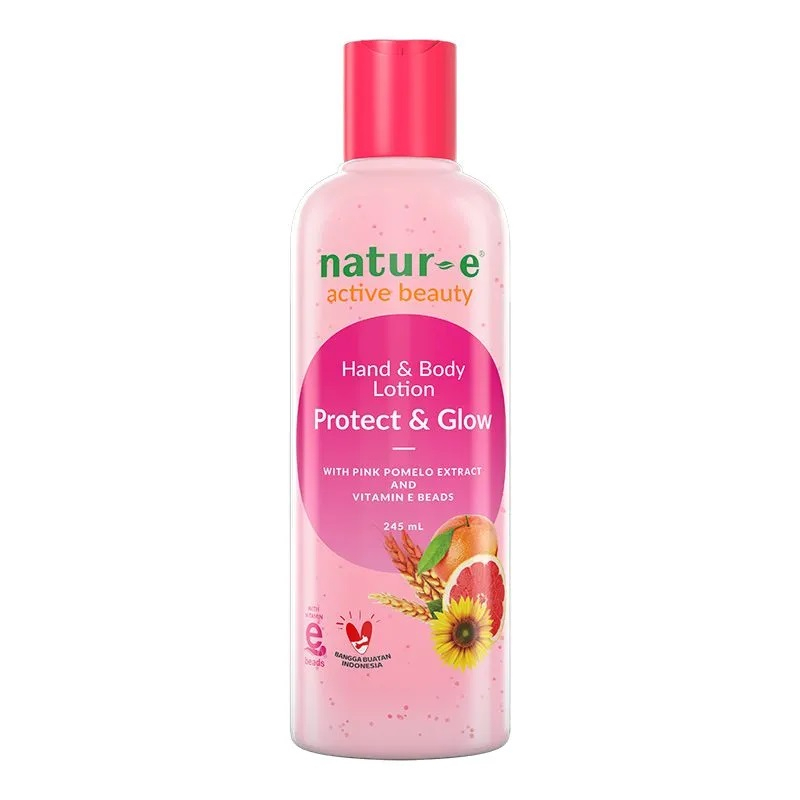 natur-e®
active beauty
Hand & Body
Lotion
Protect & Glow
WITH PINK POMELO EXTRACT
AND
VITAMIN E BEADS
245 mL
WITH
VITAMIN
e
beads
BANGGA BUATAN
INDONESIA